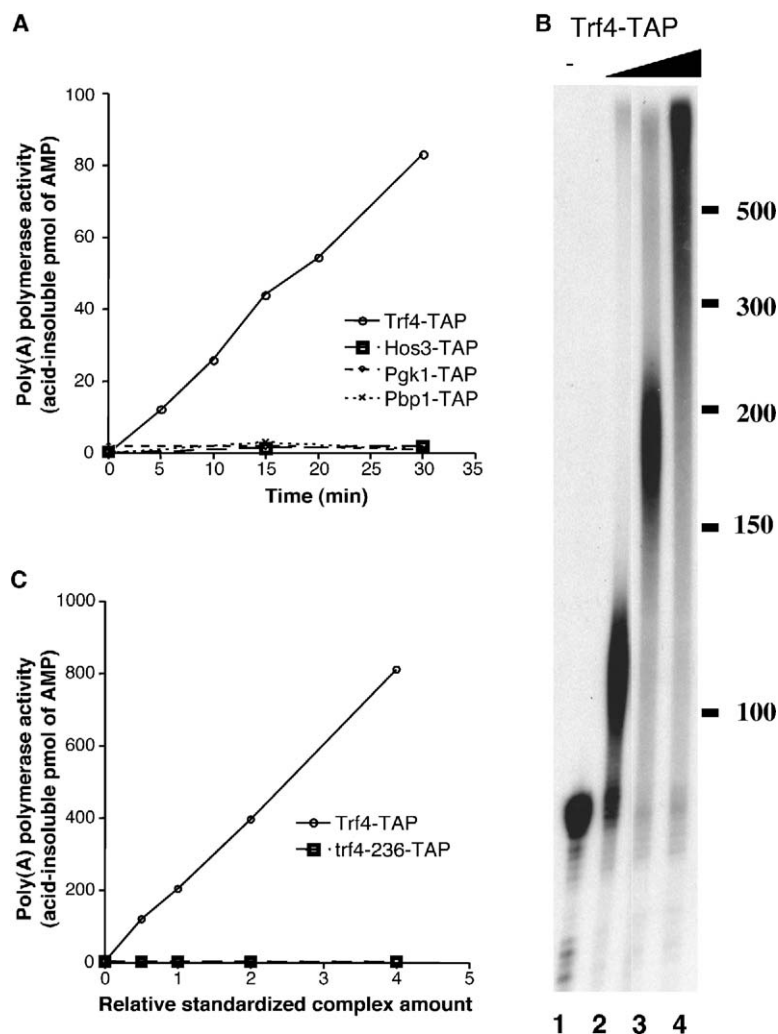 A
Poly(A) polymerase activity
(acid-insoluble pmol of AMP)
100
80
60
40
20
0
0 5 10 15 20 25 30 35
Time (min)
Trf4-TAP
Hos3-TAP
Pgk1-TAP
Pbp1-TAP
B
Trf4-TAP
-
500
300
200
150
100
1 2 3 4
C
Poly(A) polymerase activity
(acid-insoluble pmol of AMP)
1000
800
600
400
200
0
0 1 2 3 4 5
Relative standardized complex amount
Trf4-TAP
trf4-236-TAP